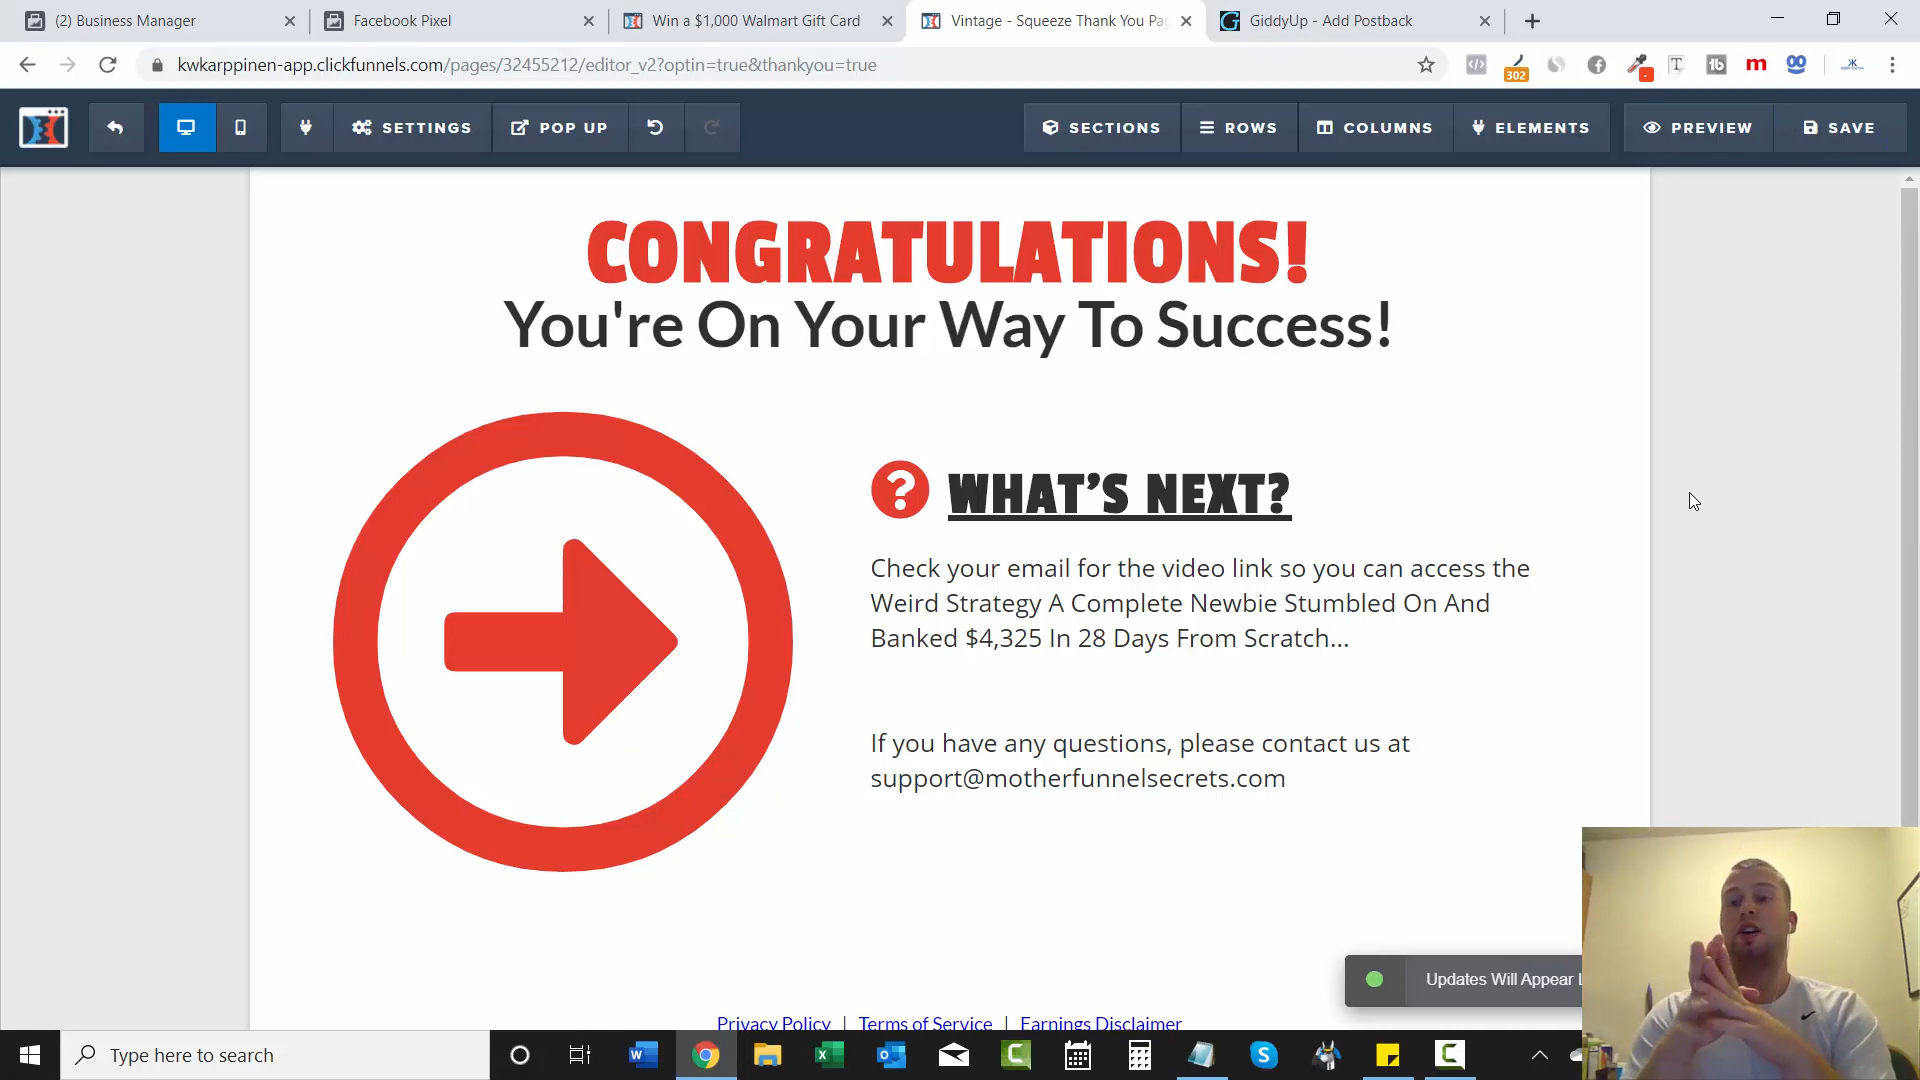 (2) Business Manager
Facebook Pixel
Win a $1,000 Walmart Gift Card
Vintage - Squeeze Thank You Pa
GiddyUp - Add Postback
kwkarppinen-app.clickfunnels.com/pages/32455212/editor_v2?optin=true&thankyou=true
302
SETTINGS
POP UP
SECTIONS
ROWS
COLUMNS
ELEMENTS
PREVIEW
SAVE
CONGRATULATIONS!
You're On Your Way To Success!
WHAT'S NEXT?
Check your email for the video link so you can access the
Weird Strategy A Complete Newbie Stumbled On And
Banked $4,325 In 28 Days From Scratch...
If you have any questions, please contact us at
support@motherfunnelsecrets.com
Updates Will Appear
Privacy Policy | Terms of Service | Earnings Disclaimer
Type here to search